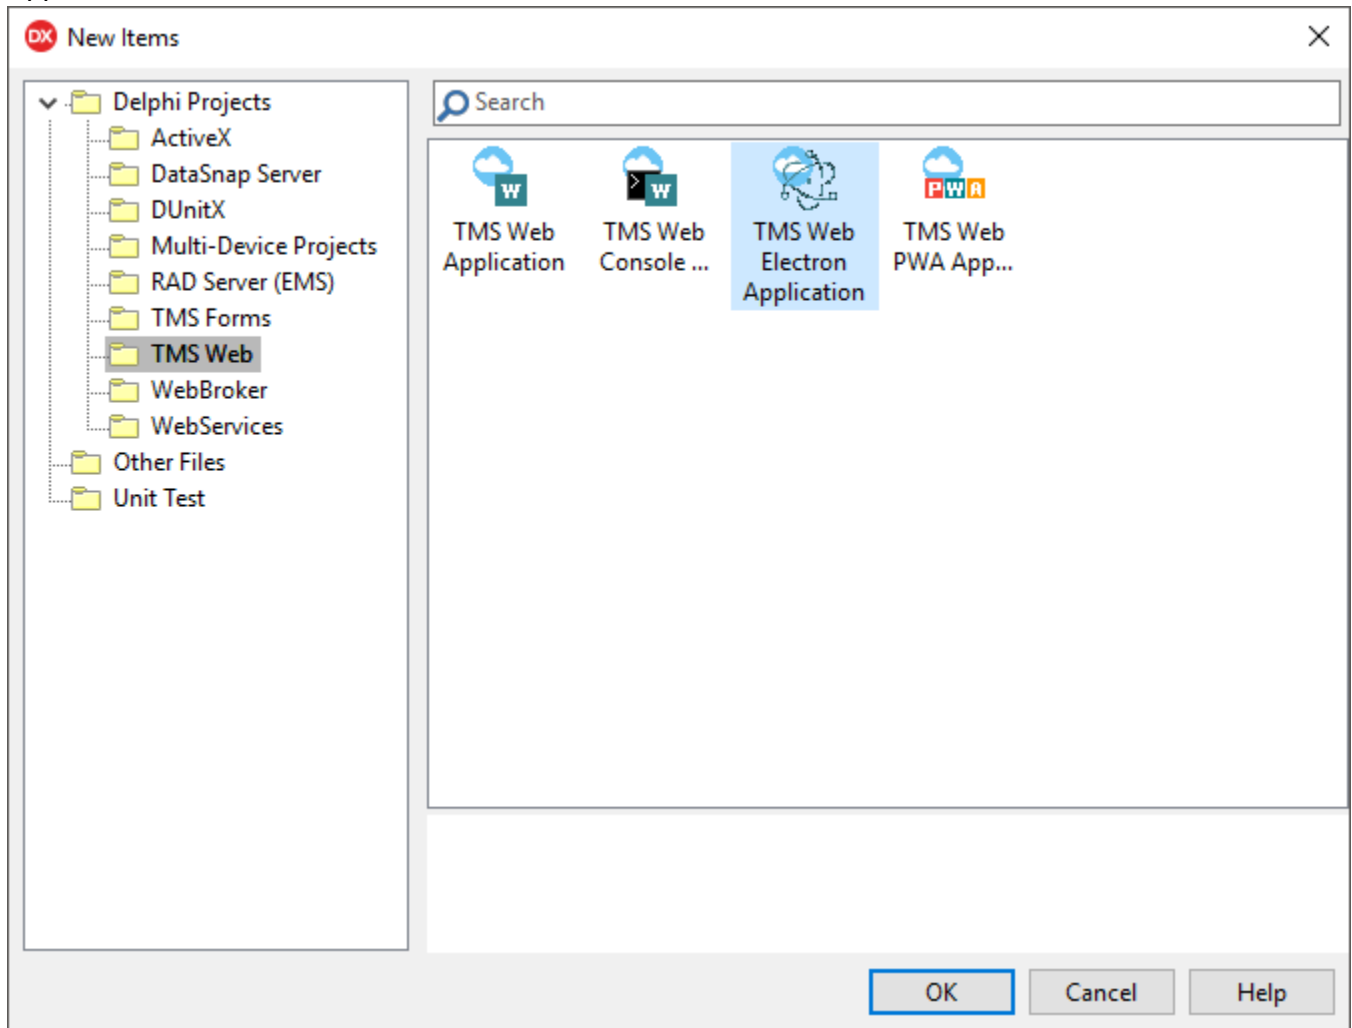 DX New Items
Delphi Projects
ActiveX
DataSnap Server
DUnitX
Multi-Device Projects
RAD Server (EMS)
TMS Forms
TMS Web
WebBroker
WebServices
Other Files
Unit Test
Search
W
TMS Web
Application
W
TMS Web
Console ...
TMS Web
Electron
Application
PWA
TMS Web
PWA App...
OK
Cancel
Help